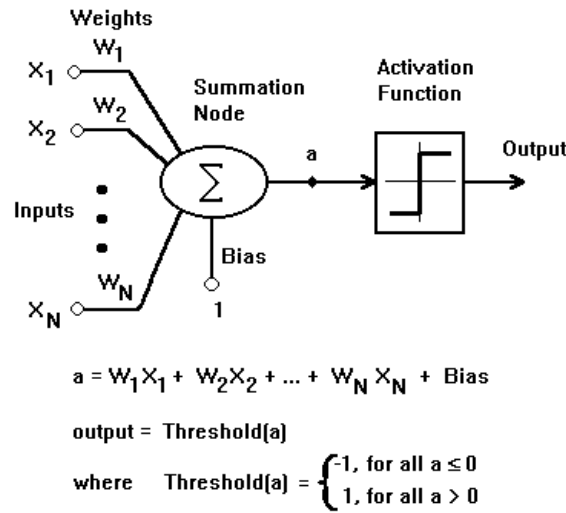 Weights
W1
X1
W2
X2
Summation
Node
Activation
Function
Σ
a
Output
Inputs
Bias
WN
XN
1
a = W1X1 + W2X2 + ... + WN XN + Bias
output = Threshold(a)
where Threshold(a) = { -1, for all a ≤ 0
1, for all a > 0